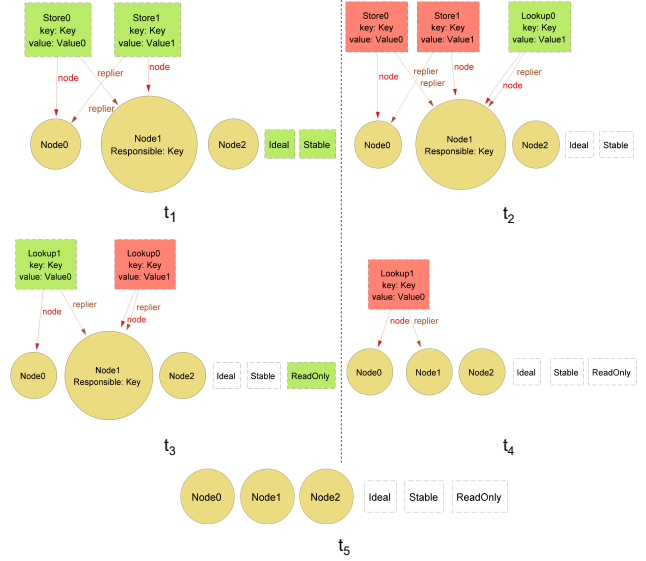 Store0
key: Key
value: Value0
Store1
key: Key
value: Value1
node
node
replier
replier
Node0
Node1
Responsible: Key
Node2
Ideal
Stable
t1
Store0
key: Key
value: Value0
Store1
key: Key
value: Value1
Lookup0
key: Key
value: Value1
node
replier
replier
node
replier
node
Node0
Node1
Responsible: Key
Node2
Ideal
Stable
t2
Lookup1
key: Key
value: Value0
Lookup0
key: Key
value: Value1
node
replier
replier
node
Node0
Node1
Responsible: Key
Node2
Ideal
Stable
ReadOnly
t3
Lookup1
key: Key
value: Value0
node
replier
Node0
Node1
Node2
Ideal
Stable
ReadOnly
t4
Node0
Node1
Node2
Ideal
Stable
ReadOnly
t5